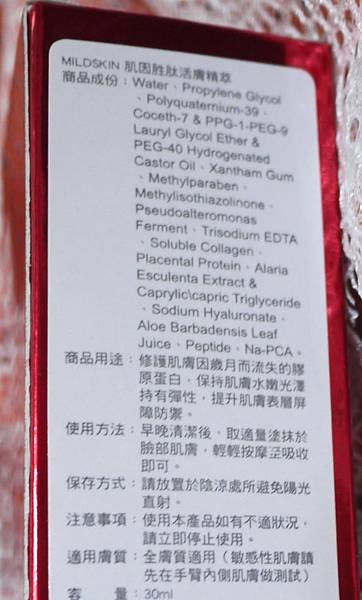 MILDSKIN 肌因胜肽活膚精萃
商品成份：Water、Propylene Glycol
、Polyquaternium-39、
Coceth-7 & PPG-1-PEG-9
Lauryl Glycol Ether &
PEG-40 Hydrogenated
Castor Oil、Xantham Gum
、Methylparaben、
Methylisothiazolinone、
Pseudoalteromonas
Ferment、Trisodium EDTA
、Soluble Collagen、
Placental Protein、Alaria
Esculenta Extract &
Caprylic\capric Triglyceride
、Sodium Hyaluronate、
Aloe Barbadensis Leaf
Juice、Peptide、Na-PCA。
商品用途：修護肌膚因歲月而流失的膠
原蛋白，保持肌膚水嫩光澤
持有彈性，提升肌膚表層屏
障防禦。
使用方法：早晚清潔後，取適量塗抹於
臉部肌膚，輕輕按摩至吸收
即可。
保存方式：請放置於陰涼處所避免陽光
直射。
注意事項：使用本產品如有不適狀況，
請立即停止使用。
適用膚質：全膚質適用（敏感性肌膚請
先在手臂內側肌膚做測試）
容　　量：30ml